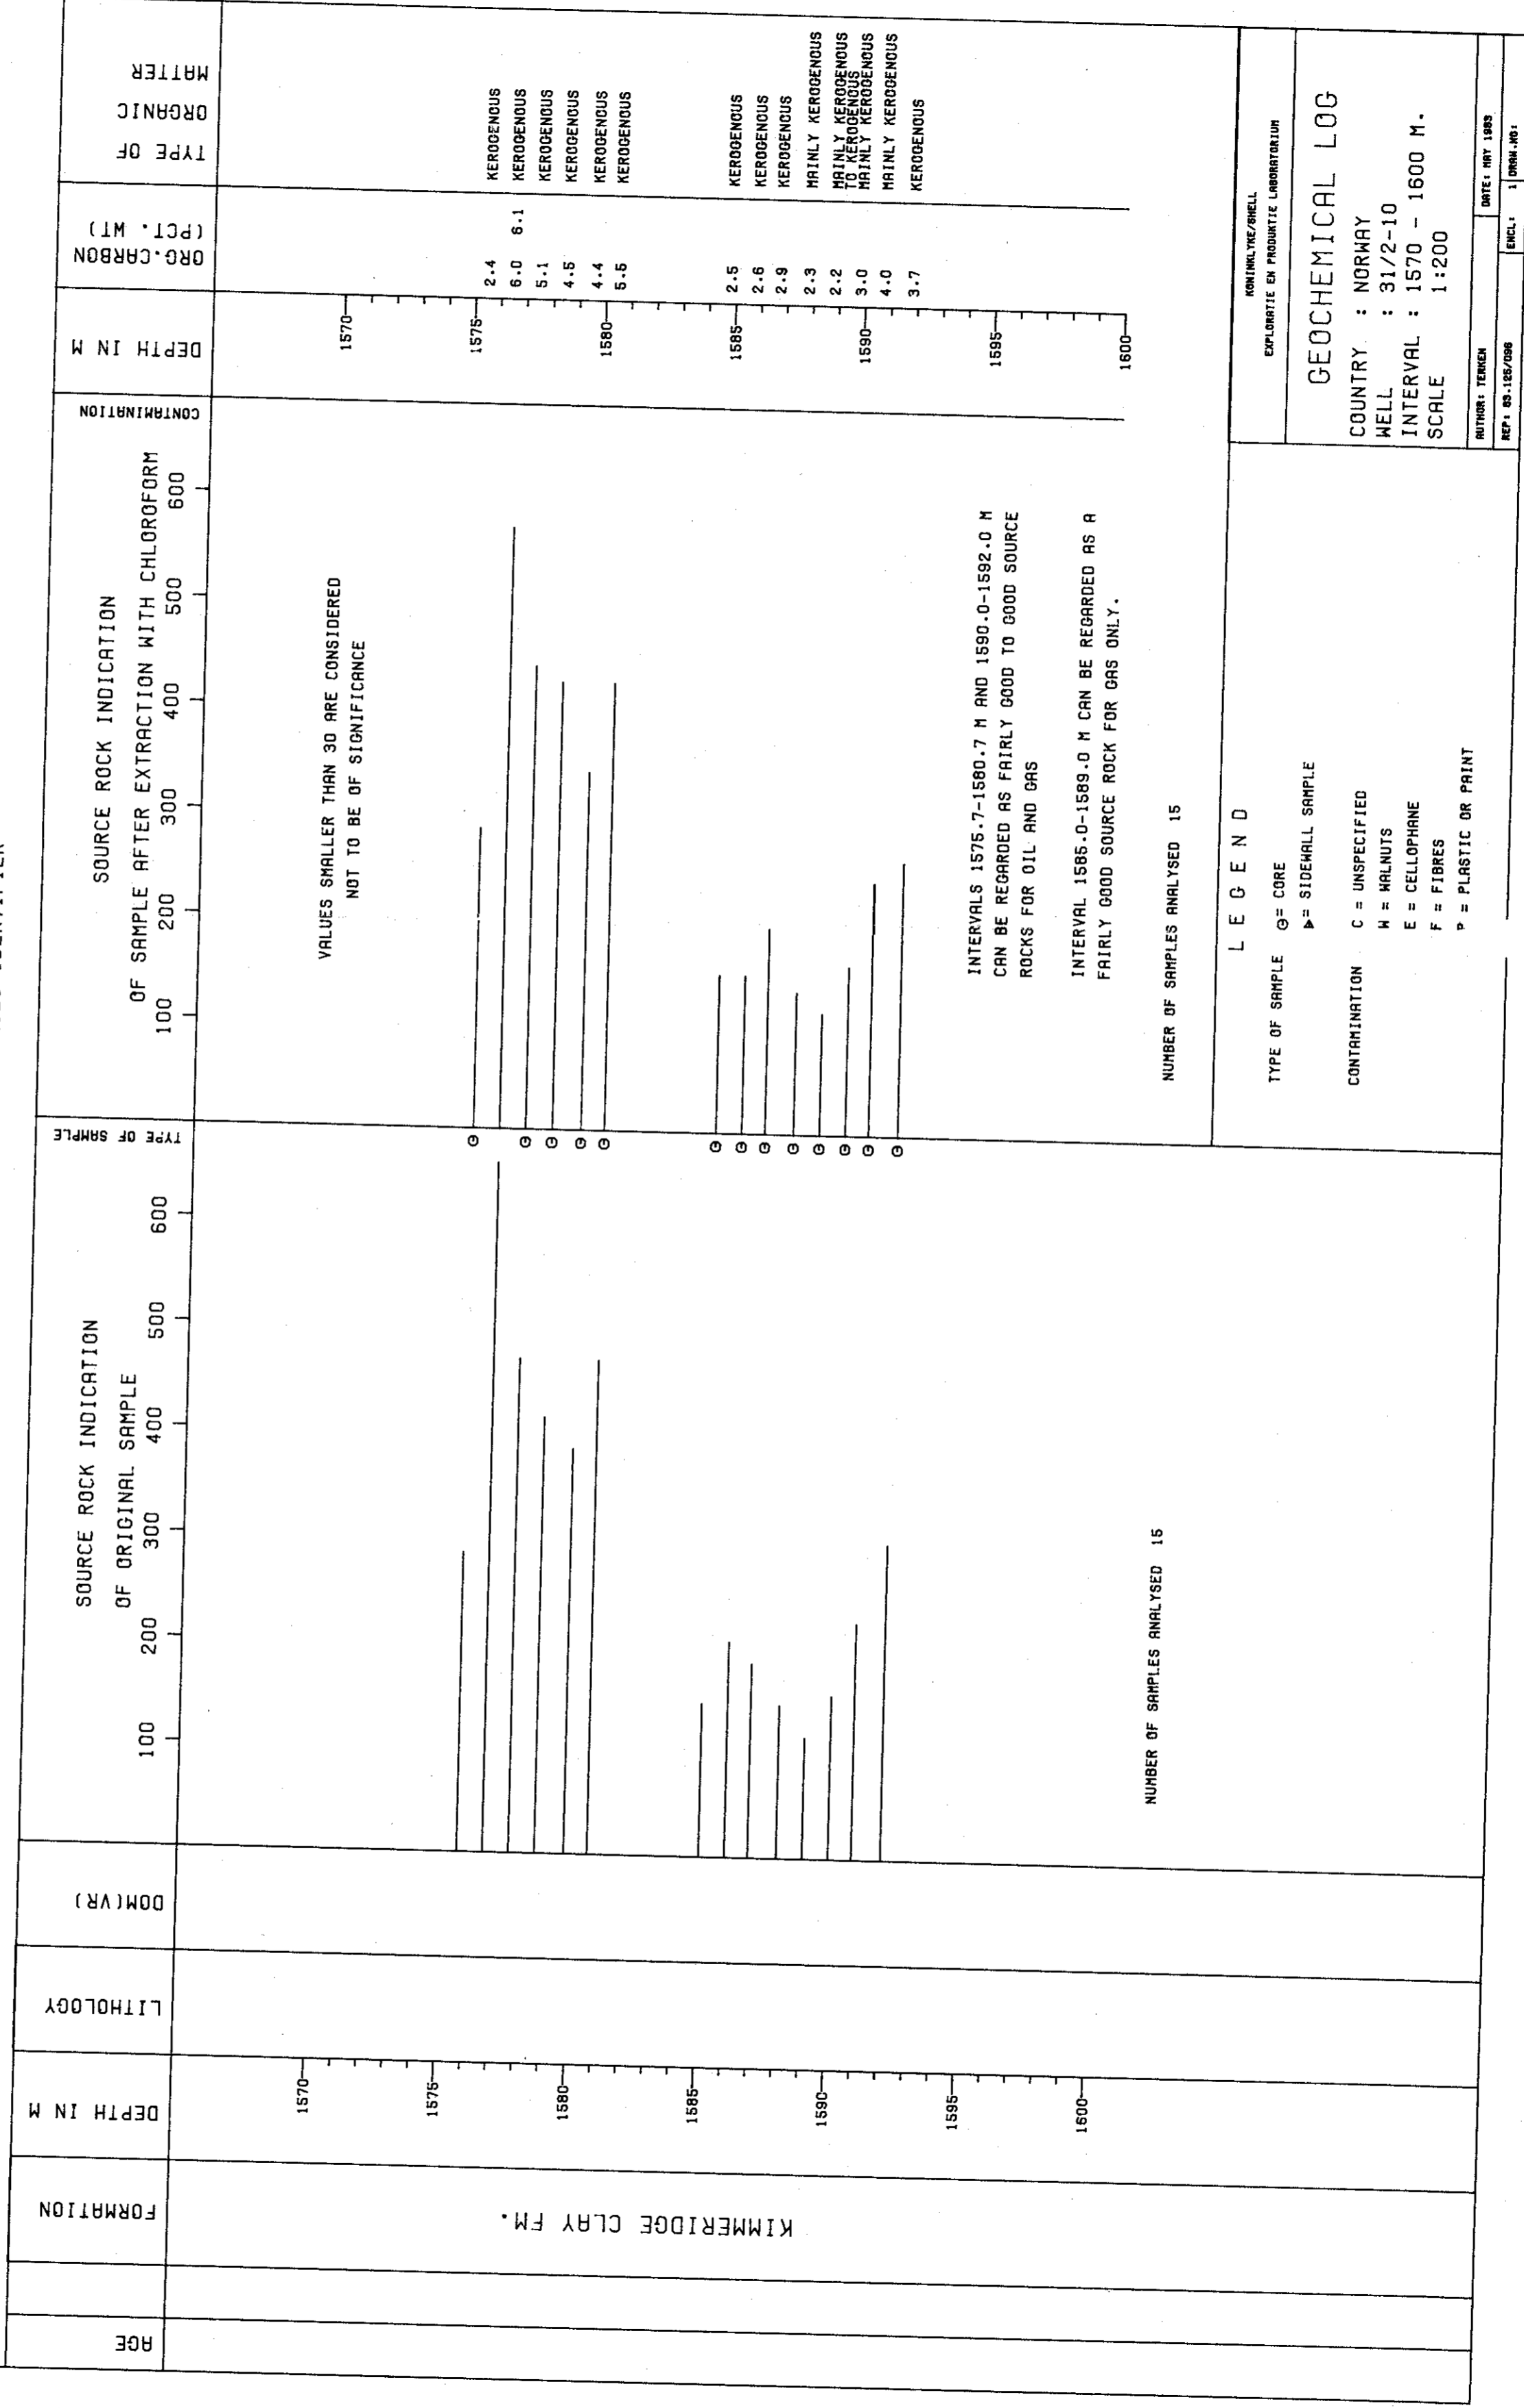 AGE
FORMATION
DEPTH IN M
LITHOLOGY
DOM(VR)
SOURCE ROCK INDICATION
OF ORIGINAL SAMPLE
100 200 300 400 500 600
TYPE OF SAMPLE
SOURCE ROCK INDICATION
OF SAMPLE AFTER EXTRACTION WITH CHLOROFORM
100 200 300 400 500 600
CONTAMINATION
DEPTH IN M
ORG.CARBON
(PCT. WT)
TYPE OF
ORGANIC
MATTER
KIMMERIDGE CLAY FM.
1570
1575
1580
1585
1590
1595
1600
NUMBER OF SAMPLES ANALYSED 15
VALUES SMALLER THAN 30 ARE CONSIDERED
NOT TO BE OF SIGNIFICANCE
INTERVALS 1575.7-1580.7 M AND 1590.0-1592.0 M
CAN BE REGARDED AS FAIRLY GOOD TO GOOD SOURCE
ROCKS FOR OIL AND GAS
INTERVAL 1585.0-1589.0 M CAN BE REGARDED AS A
FAIRLY GOOD SOURCE ROCK FOR GAS ONLY.
NUMBER OF SAMPLES ANALYSED 15
1570
1575
1580
1585
1590
1595
1600
2.4 KEROGENOUS
6.0 6.1 KEROGENOUS
5.1 KEROGENOUS
4.5 KEROGENOUS
4.4 KEROGENOUS
5.5 KEROGENOUS
2.5 KEROGENOUS
2.6 KEROGENOUS
2.9 KEROGENOUS
2.3 MAINLY KEROGENOUS
2.2 MAINLY KEROGENOUS
TO KEROGENOUS
3.0 MAINLY KEROGENOUS
4.0 MAINLY KEROGENOUS
3.7 KEROGENOUS
LEGEND
TYPE OF SAMPLE = CORE
= SIDEWALL SAMPLE
CONTAMINATION C = UNSPECIFIED
W = WALNUTS
E = CELLOPHANE
F = FIBRES
P = PLASTIC OR PAINT
KONINKLYKE/SHELL
EXPLORATIE EN PRODUKTIE LABORATORIUM
GEOCHEMICAL LOG
COUNTRY : NORWAY
WELL : 31/2-10
INTERVAL : 1570 - 1600 M.
SCALE 1:200
AUTHOR: TERKEN DATE: MAY 1983
REP: 83.126/096 ENCL: 1 DRAW.NO: